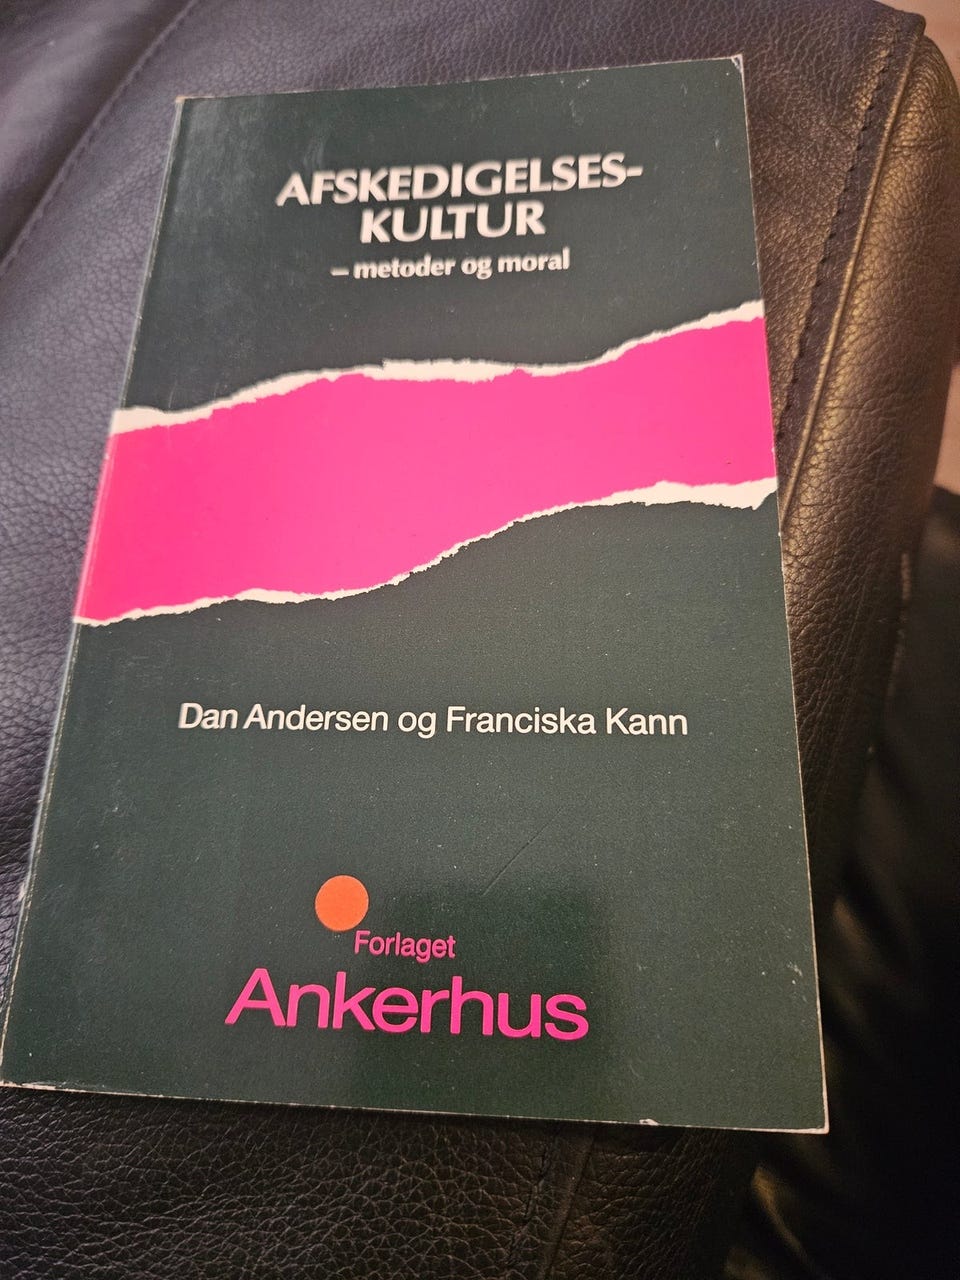 AFSKEDIGELSES-
KULTUR
– metoder og moral
Dan Andersen og Franciska Kann
Forlaget
Ankerhus